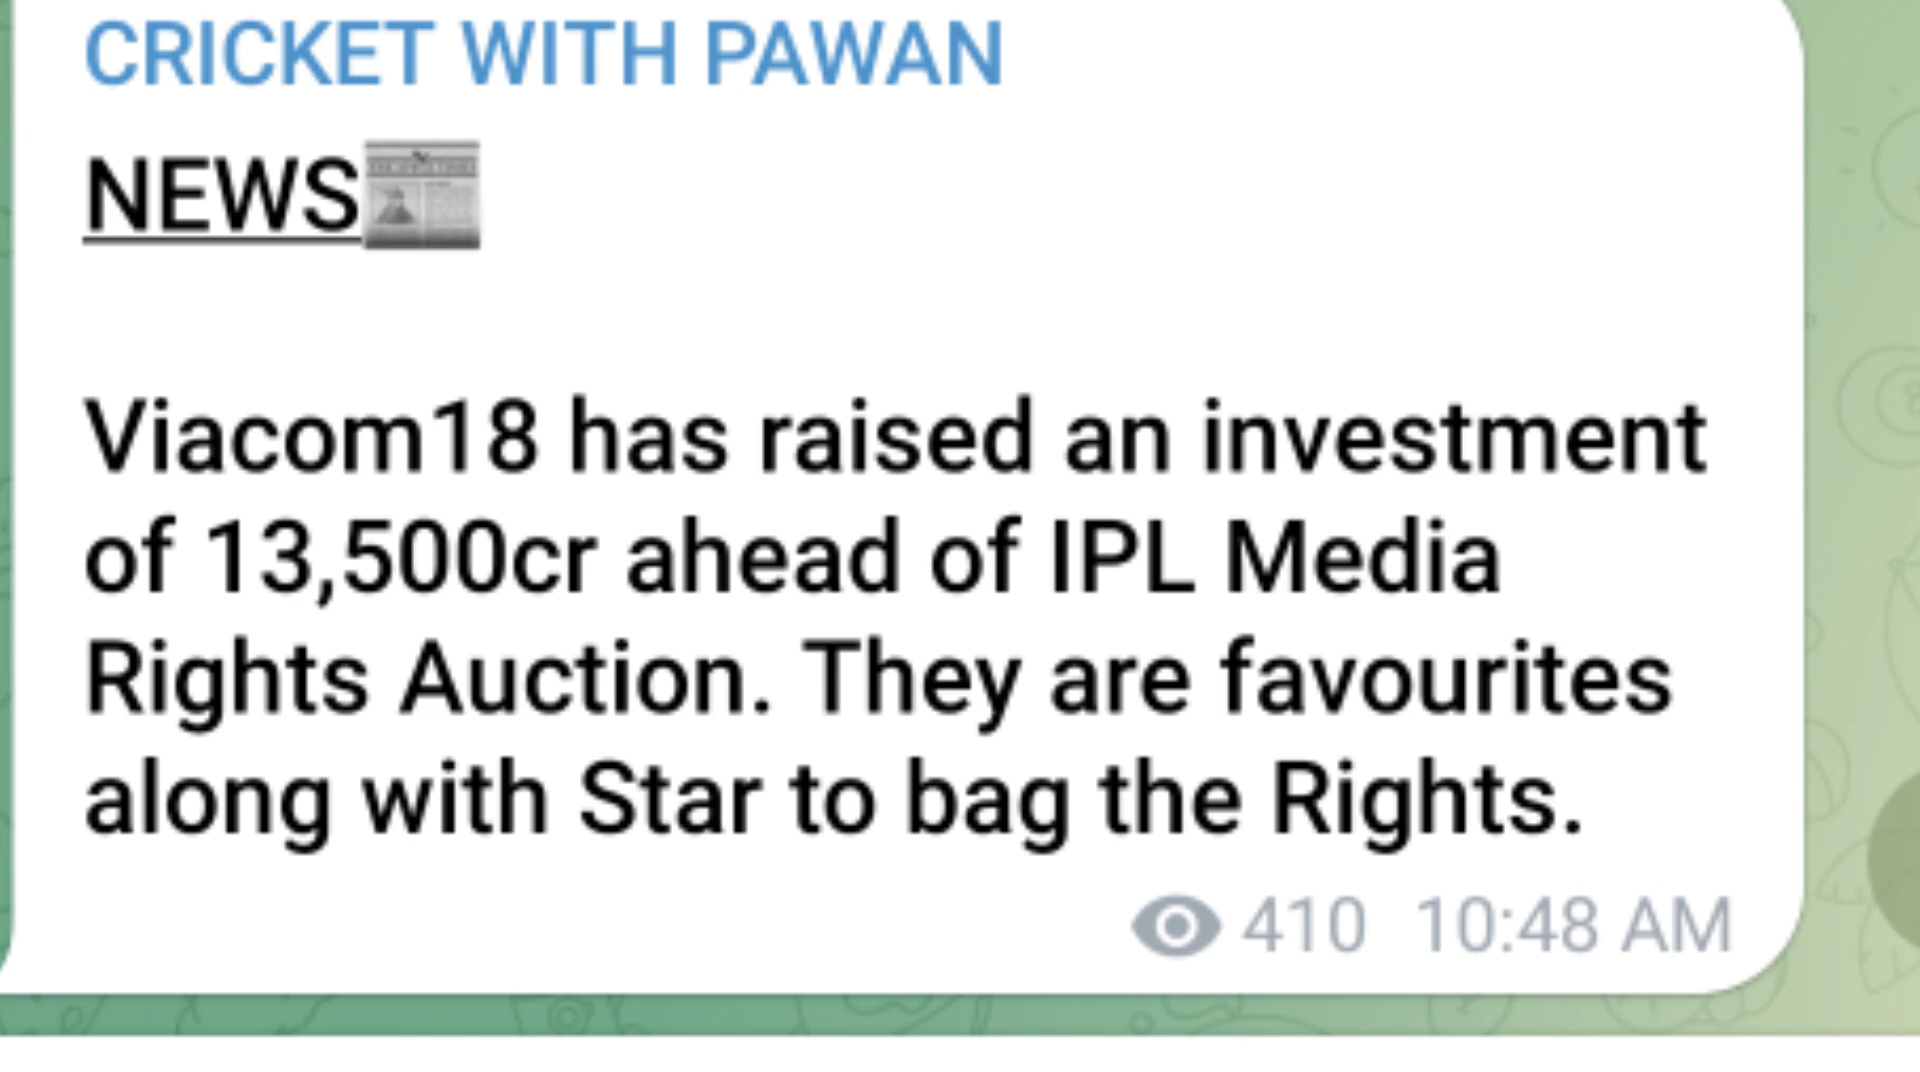 CRICKET WITH PAWAN
NEWS📰
Viacom18 has raised an investment
of 13,500cr ahead of IPL Media
Rights Auction. They are favourites
along with Star to bag the Rights.
410 10:48 AM